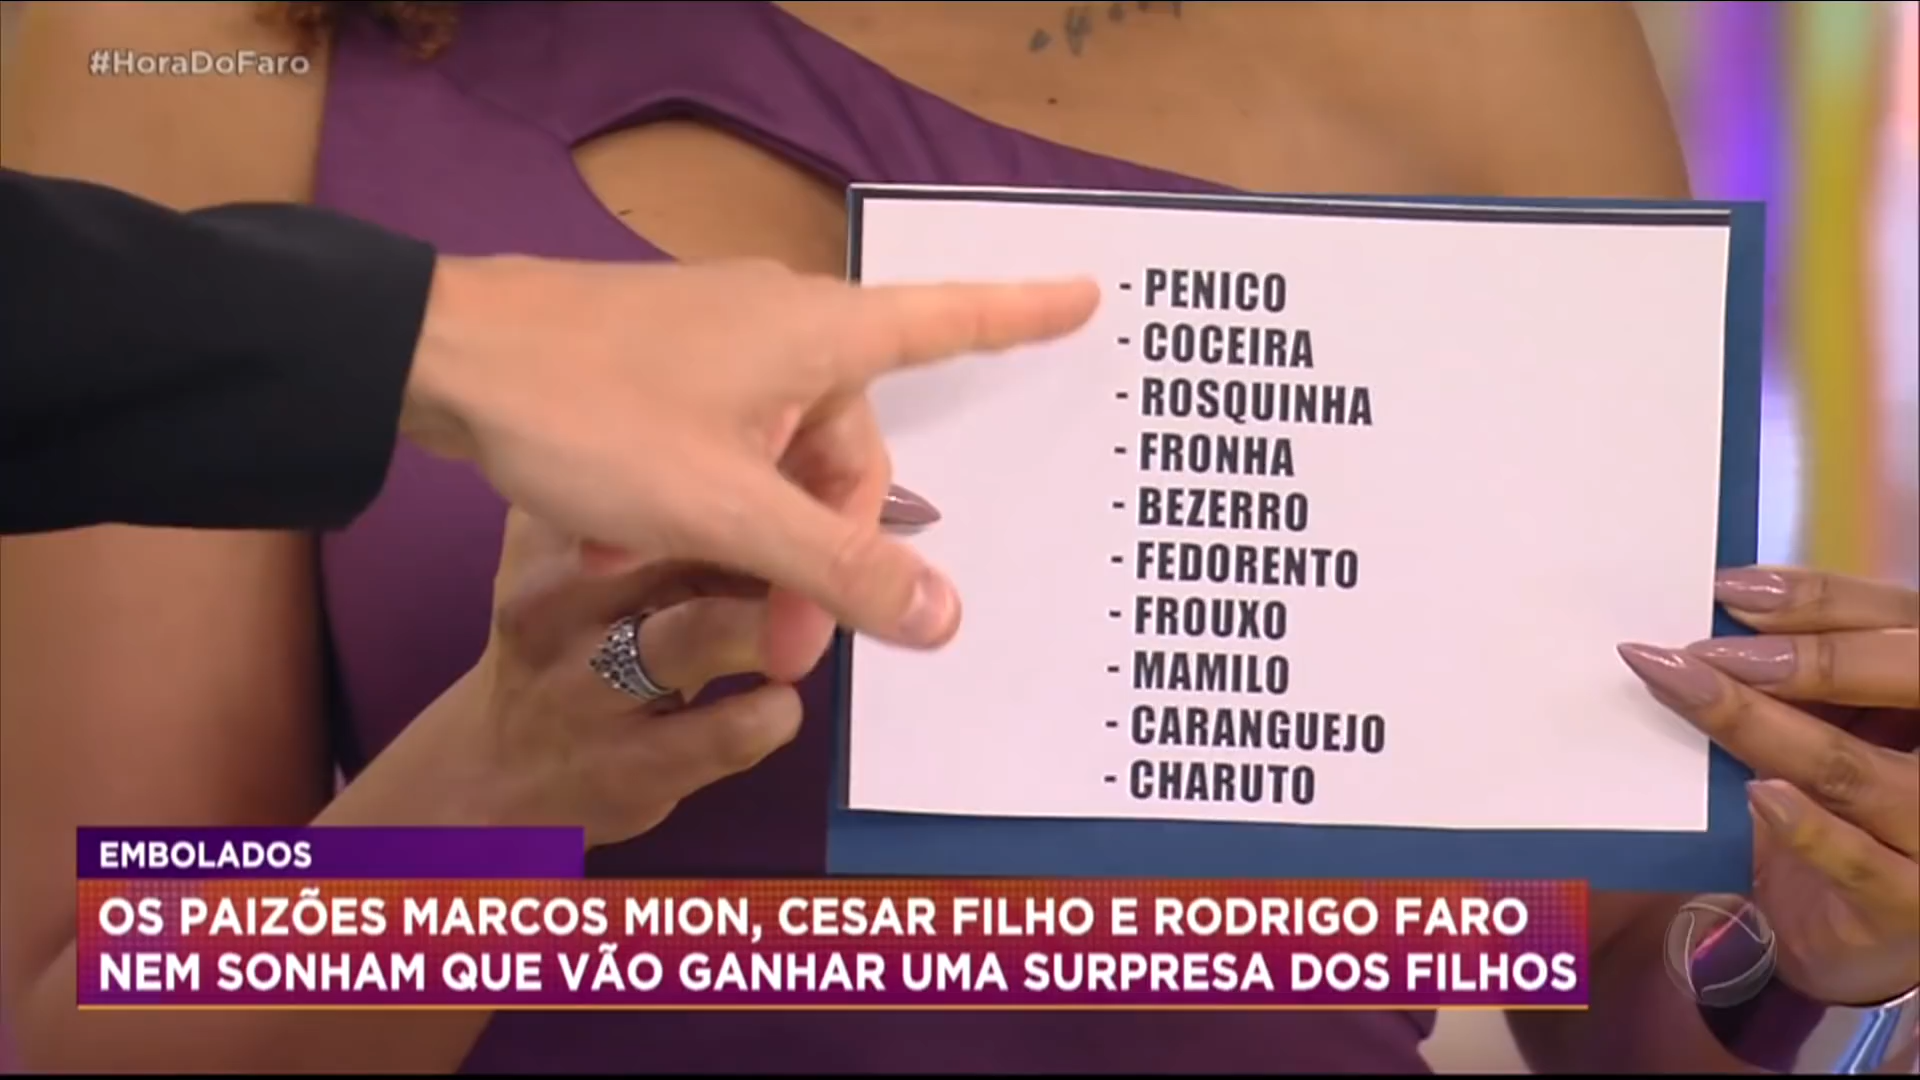 #HoraDoFaro
- PENICO
- COCEIRA
- ROSQUINHA
- FRONHA
- BEZERRO
- FEDORENTO
- FROUXO
- MAMILO
- CARANGUEJO
- CHARUTO
EMBOLADOS
OS PAIZÕES MARCOS MION, CESAR FILHO E RODRIGO FARO
NEM SONHAM QUE VÃO GANHAR UMA SURPRESA DOS FILHOS